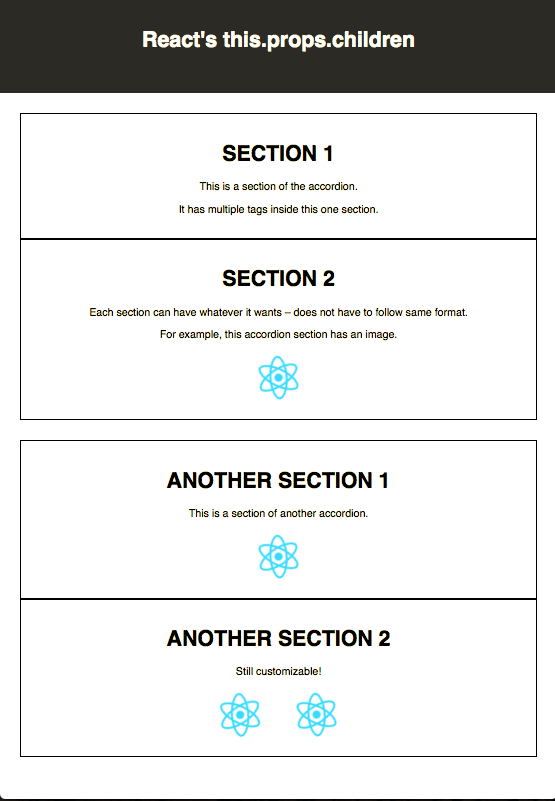 React's this.props.children
SECTION 1
This is a section of the accordion.
It has multiple tags inside this one section.
SECTION 2
Each section can have whatever it wants – does not have to follow same format.
For example, this accordion section has an image.
ANOTHER SECTION 1
This is a section of another accordion.
ANOTHER SECTION 2
Still customizable!